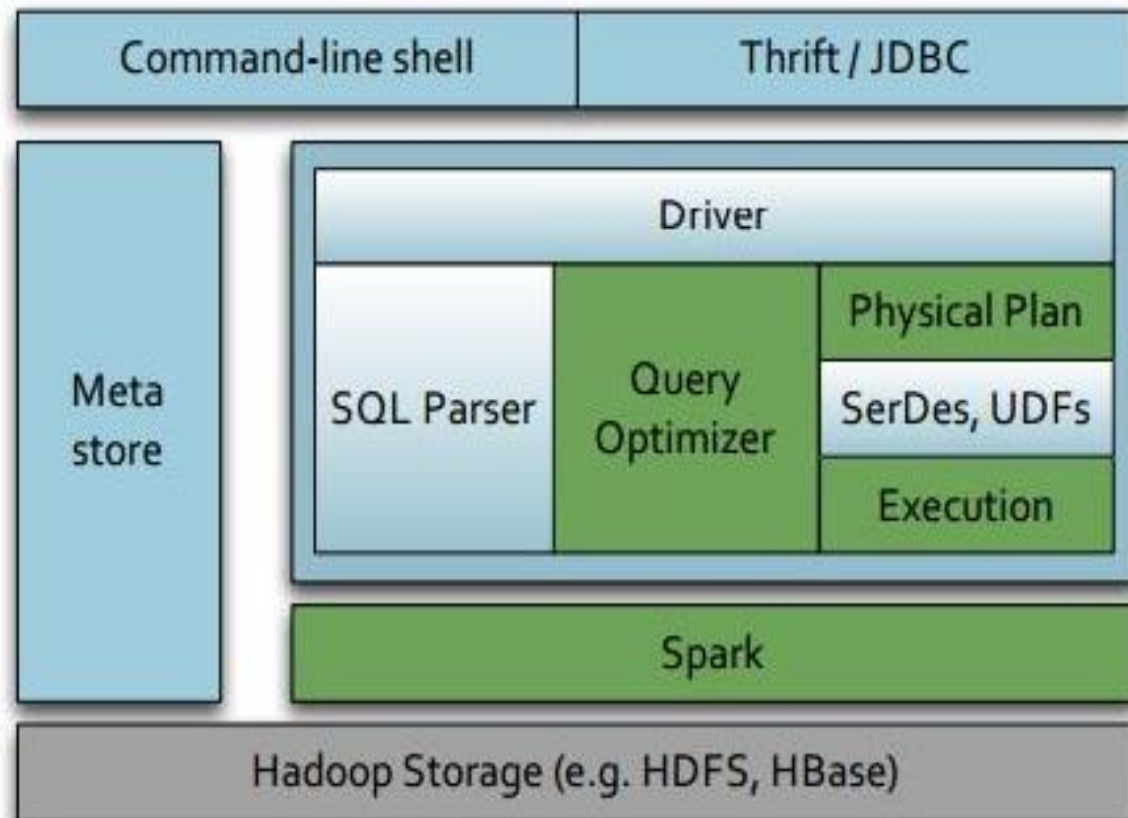 Command-line shell
Thrift / JDBC
Meta
store
Driver
SQL Parser
Query
Optimizer
Physical Plan
SerDes, UDFs
Execution
Spark
Hadoop Storage (e.g. HDFS, HBase)